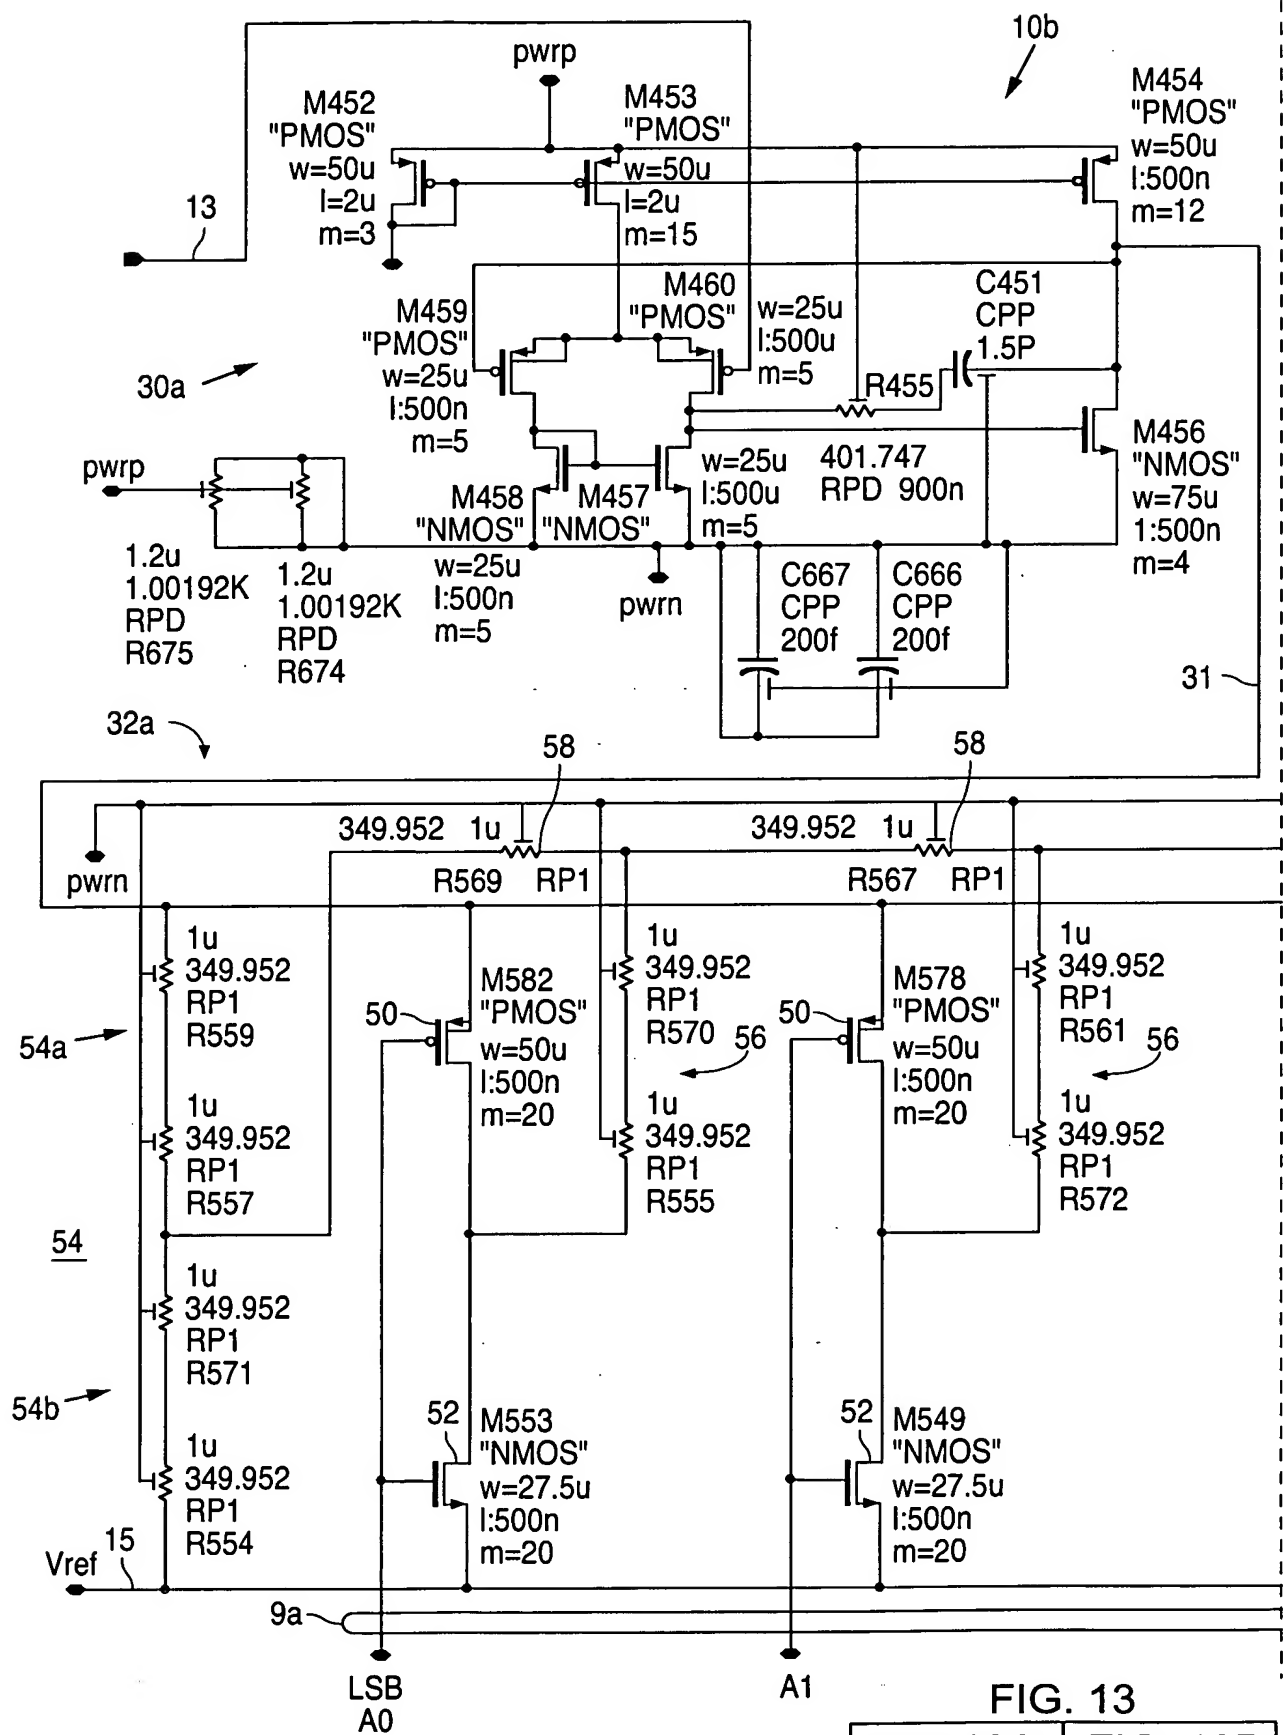 10b
pwrp
M452
"PMOS"
w=50u
l=2u
m=3
M453
"PMOS"
w=50u
l=2u
m=15
M454
"PMOS"
w=50u
l:500n
m=12
13
M459
"PMOS"
w=25u
l:500n
m=5
M460
"PMOS"
w=25u
l:500u
m=5
C451
CPP
1.5P
30a
R455
401.747
RPD 900n
pwrp
M458
"NMOS"
w=25u
l:500n
m=5
M457
"NMOS"
w=25u
l:500u
m=5
M456
"NMOS"
w=75u
1:500n
m=4
1.2u
1.00192K
RPD
R675
1.2u
1.00192K
RPD
R674
pwrn
C667
CPP
200f
C666
CPP
200f
31
32a
58
58
349.952 1u
R569 RP1
349.952 1u
R567 RP1
pwrn
1u
349.952
RP1
R559
54a
50
M582
"PMOS"
w=50u
l:500n
m=20
1u
349.952
RP1
R570
56
50
M578
"PMOS"
w=50u
l:500n
m=20
1u
349.952
RP1
R561
56
1u
349.952
RP1
R557
1u
349.952
RP1
R555
1u
349.952
RP1
R572
54
1u
349.952
RP1
R571
54b
1u
349.952
RP1
R554
52
M553
"NMOS"
w=27.5u
l:500n
m=20
52
M549
"NMOS"
w=27.5u
l:500n
m=20
Vref
15
9a
LSB
A0
A1
FIG. 13